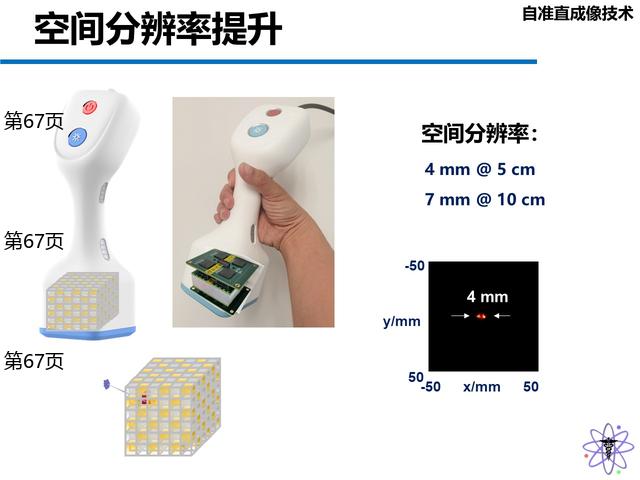 空间分辨率提升
自准直成像技术
第67页
第67页
第67页
空间分辨率：
4 mm @ 5 cm
7 mm @ 10 cm
-50
4 mm
y/mm
50
-50 x/mm 50